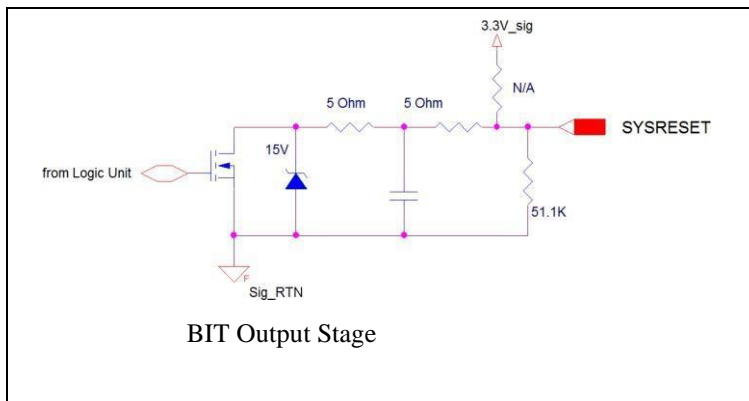 3.3V_sig
N/A
5 Ohm
5 Ohm
SYSRESET
15V
from Logic Unit
51.1K
F
Sig_RTN
BIT Output Stage